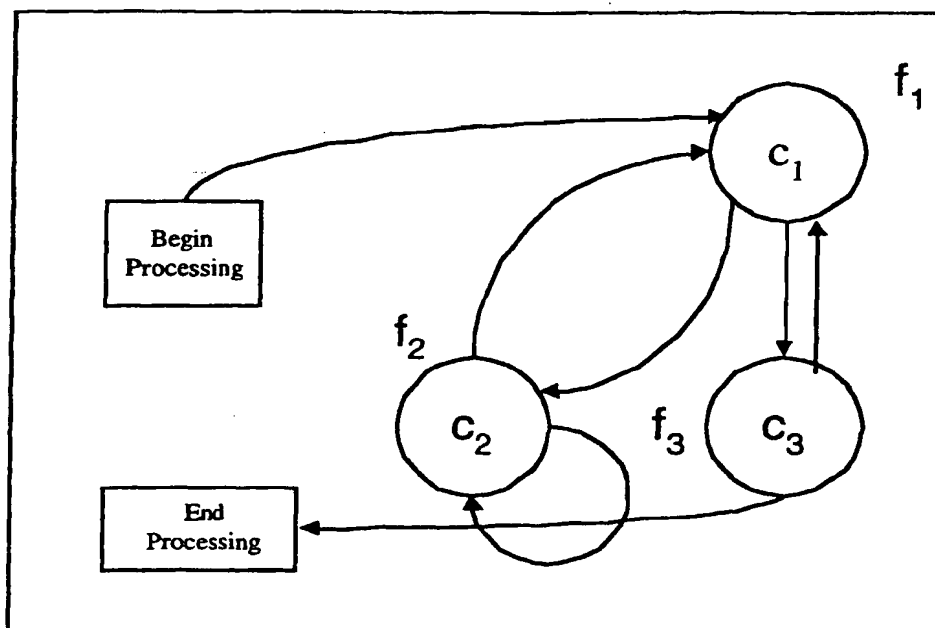 f₁
c₁
Begin
Processing
f₂
c₂
f₃
c₃
End
Processing